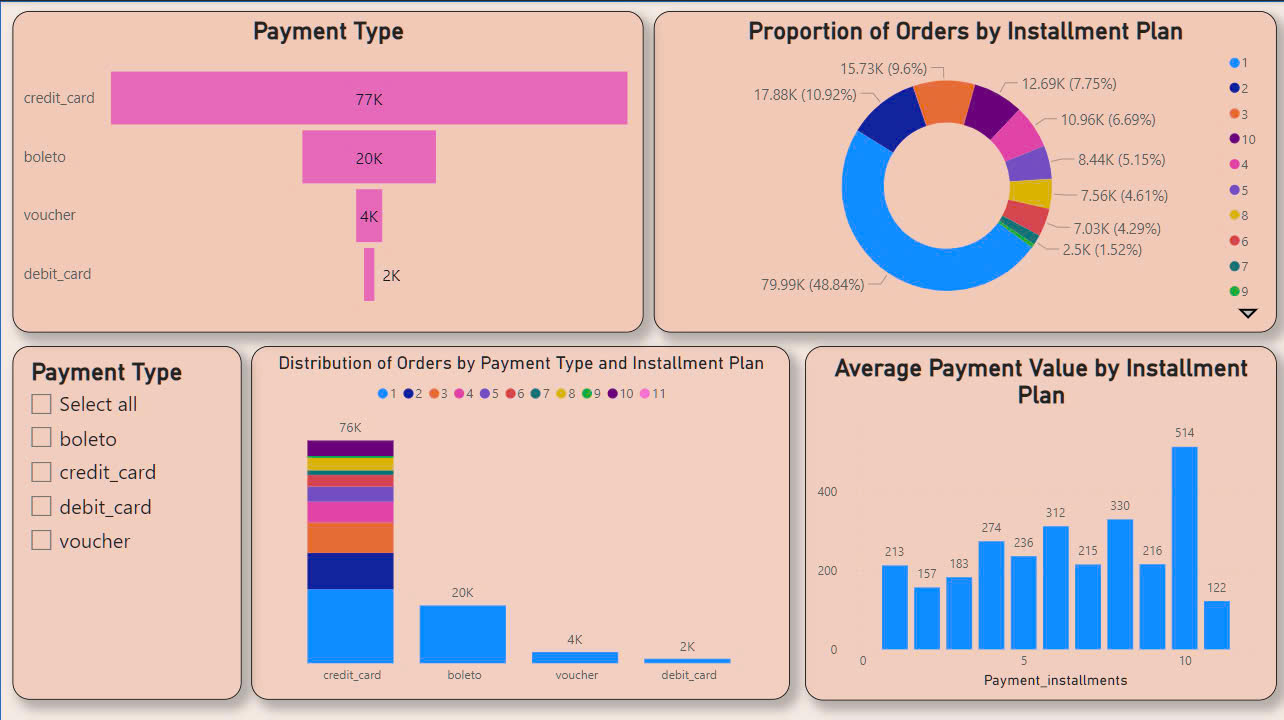 Payment Type
credit_card
77K
boleto
20K
voucher
4K
debit_card
2K
Proportion of Orders by Installment Plan
15.73K (9.6%)
12.69K (7.75%)
17.88K (10.92%)
10.96K (6.69%)
8.44K (5.15%)
7.56K (4.61%)
7.03K (4.29%)
2.5K (1.52%)
79.99K (48.84%)
1
2
3
10
4
5
8
6
7
9
Payment Type
Select all
boleto
credit_card
debit_card
voucher
Distribution of Orders by Payment Type and Installment Plan
1 2 3 4 5 6 7 8 9 10 11
76K
20K
4K
2K
credit_card boleto voucher debit_card
Average Payment Value by Installment
Plan
400
200
0
213
157
183
274
236
312
215
330
216
514
122
0 5 10
Payment_installments